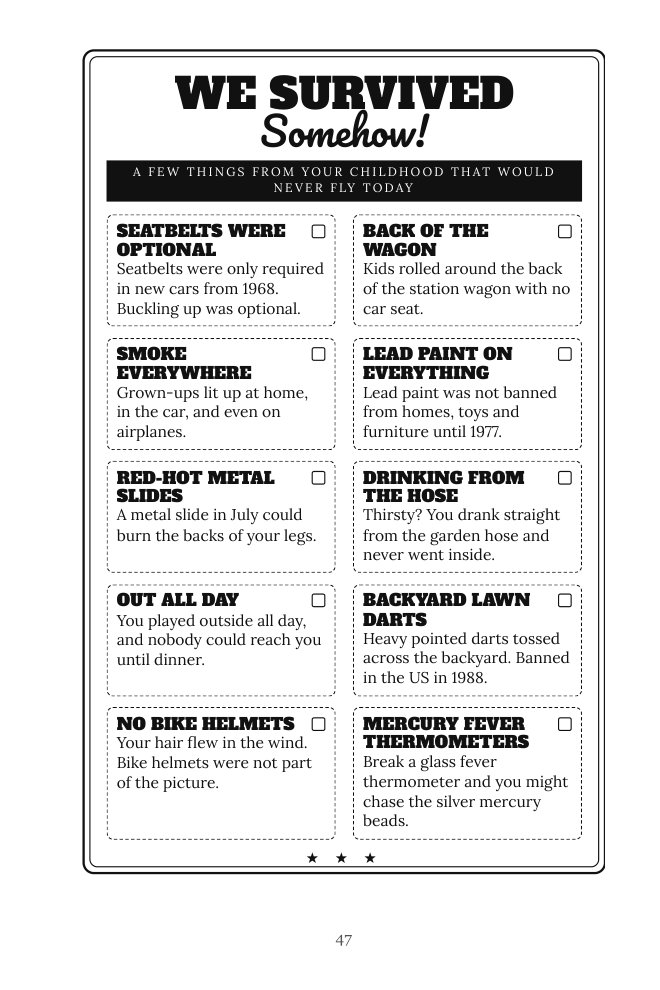 WE SURVIVED
Somehow!
A FEW THINGS FROM YOUR CHILDHOOD THAT WOULD
NEVER FLY TODAY
SEATBELTS WERE
OPTIONAL
Seatbelts were only required
in new cars from 1968.
Buckling up was optional.
BACK OF THE
WAGON
Kids rolled around the back
of the station wagon with no
car seat.
SMOKE
EVERYWHERE
Grown-ups lit up at home,
in the car, and even on
airplanes.
LEAD PAINT ON
EVERYTHING
Lead paint was not banned
from homes, toys and
furniture until 1977.
RED-HOT METAL
SLIDES
A metal slide in July could
burn the backs of your legs.
DRINKING FROM
THE HOSE
Thirsty? You drank straight
from the garden hose and
never went inside.
OUT ALL DAY
You played outside all day,
and nobody could reach you
until dinner.
BACKYARD LAWN
DARTS
Heavy pointed darts tossed
across the backyard. Banned
in the US in 1988.
NO BIKE HELMETS
Your hair flew in the wind.
Bike helmets were not part
of the picture.
MERCURY FEVER
THERMOMETERS
Break a glass fever
thermometer and you might
chase the silver mercury
beads.
47